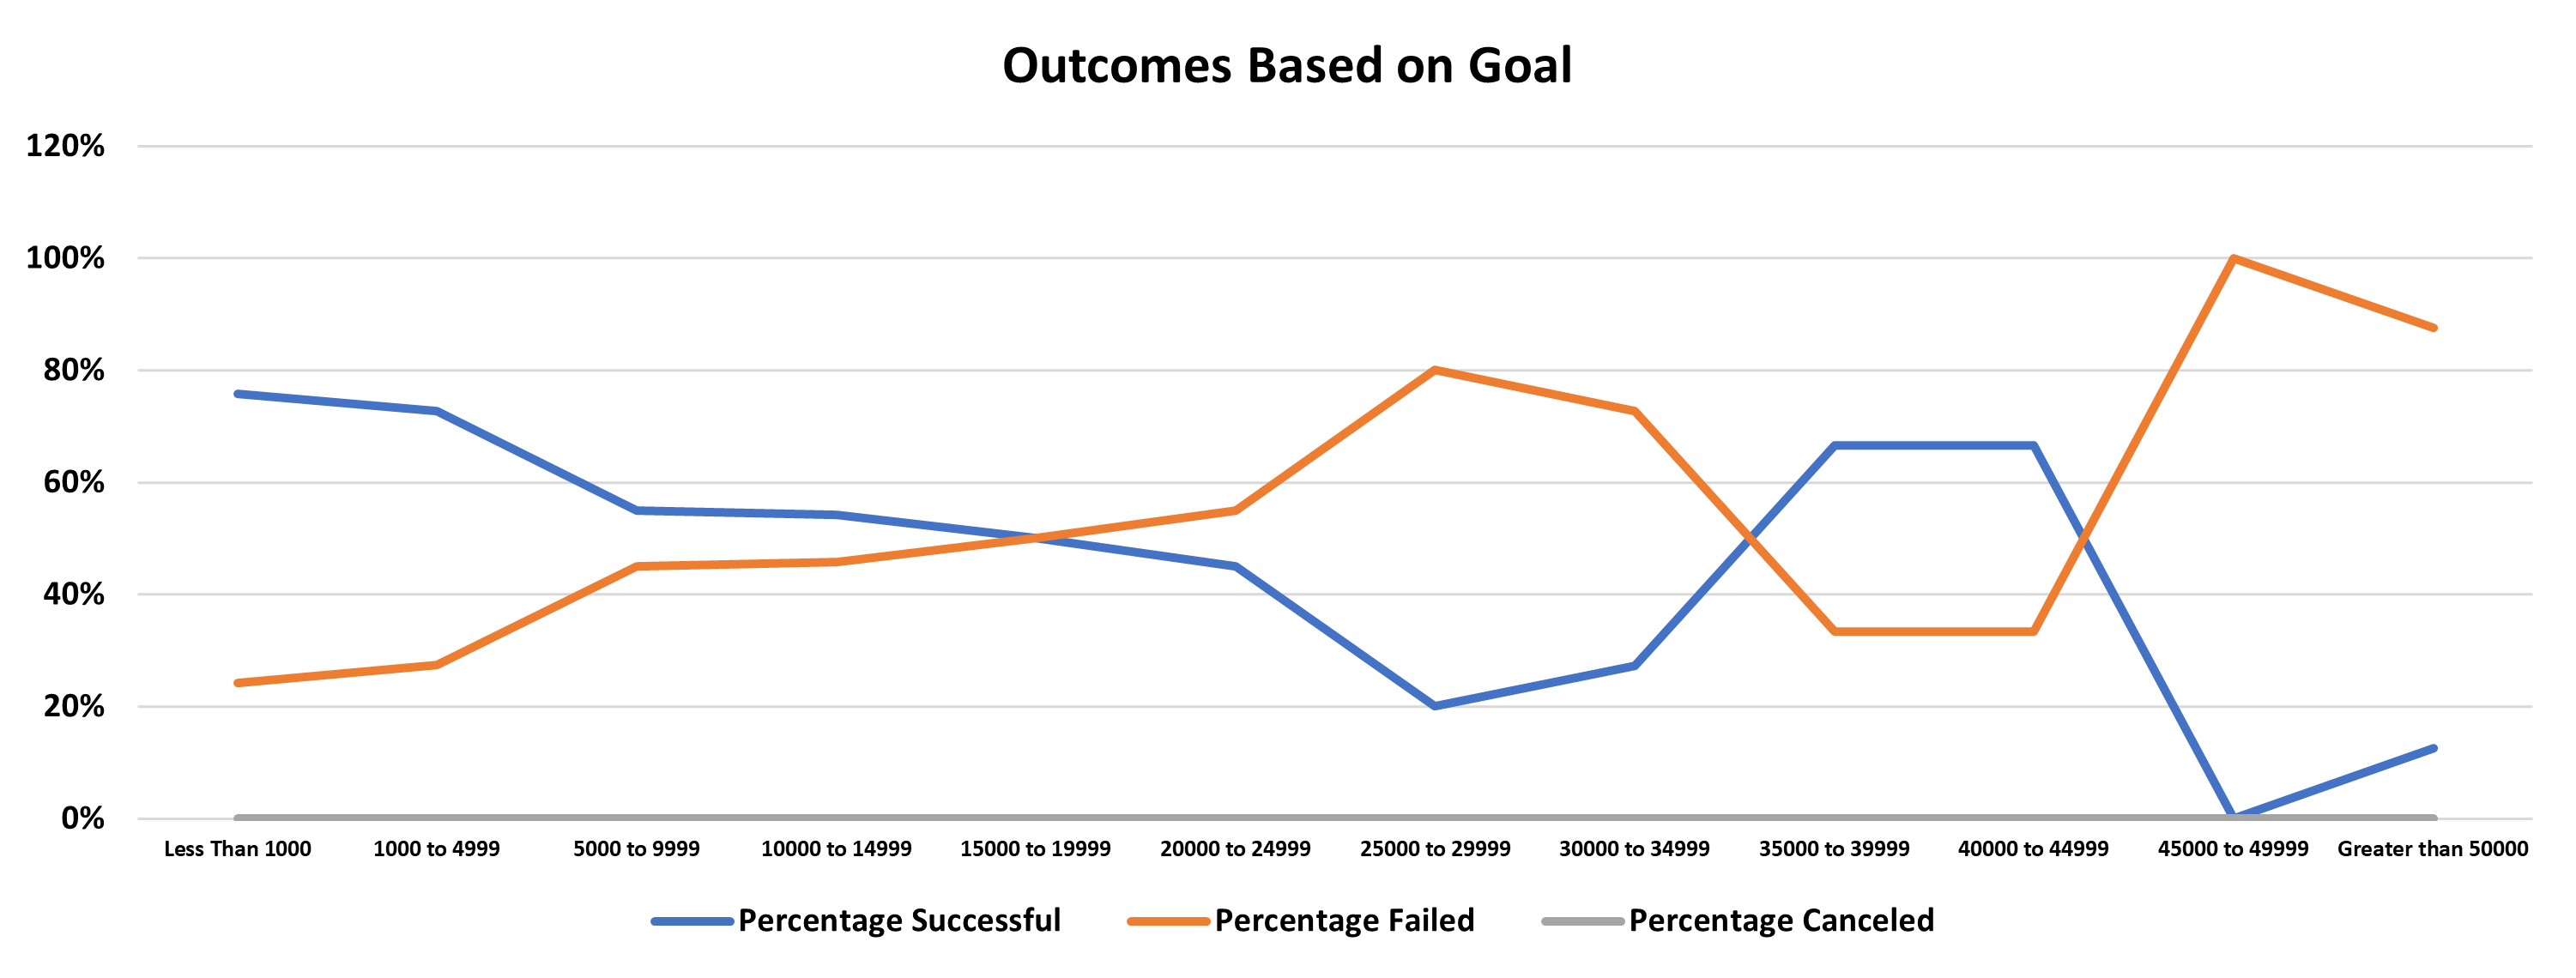 Outcomes Based on Goal
120%
100%
80%
60%
40%
20%
0%
Less Than 1000 1000 to 4999 5000 to 9999 10000 to 14999 15000 to 19999 20000 to 24999 25000 to 29999 30000 to 34999 35000 to 39999 40000 to 44999 45000 to 49999 Greater than 50000
Percentage Successful Percentage Failed Percentage Canceled